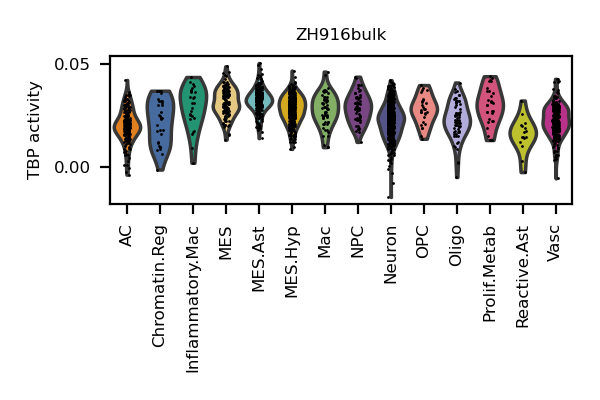 ZH916bulk
TBP activity
0.05
0.00
AC
Chromatin.Reg
Inflammatory.Mac
MES
MES.Ast
MES.Hyp
Mac
NPC
Neuron
OPC
Oligo
Prolif.Metab
Reactive.Ast
Vasc